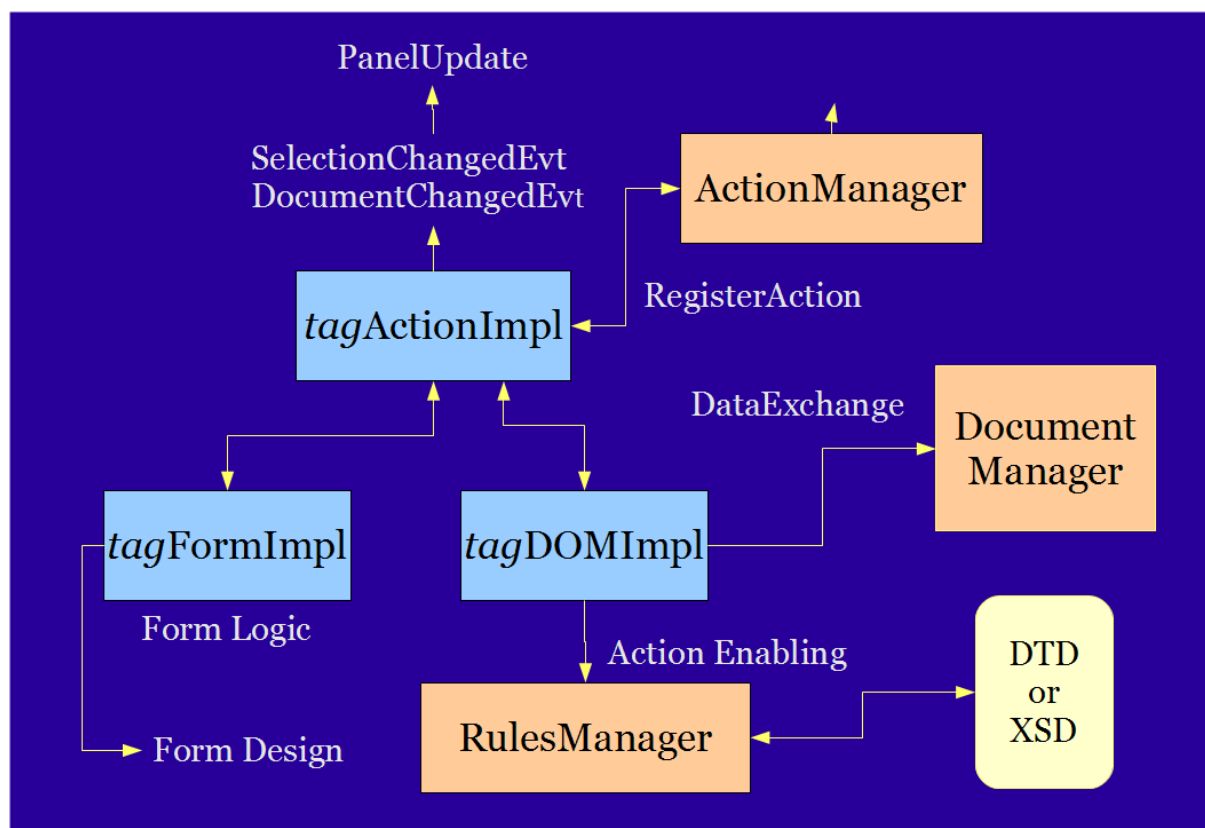 PanelUpdate
SelectionChangedEvt
DocumentChangedEvt
ActionManager
RegisterAction
tagActionImpl
DataExchange
Document
Manager
tagFormImpl
tagDOMImpl
Form Logic
Action Enabling
DTD
or
XSD
RulesManager
Form Design